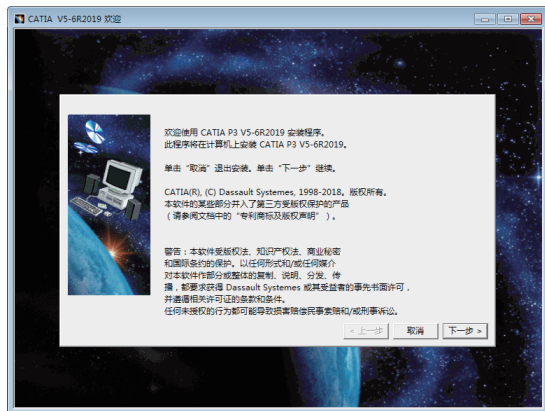 CATIA V5-6R2019 欢迎
欢迎使用 CATIA P3 V5-6R2019 安装程序。
此程序将在计算机上安装 CATIA P3 V5-6R2019。
单击“取消”退出安装。单击“下一步”继续。
CATIA(R), (C) Dassault Systemes, 1998-2018。版权所有。
本软件的某些部分并入了第三方受版权保护的产品
（请参阅文档中的“专利商标及版权声明”）。
警告：本软件受版权法、知识产权法、商业秘密
和国际条约的保护。以任何形式和/或任何媒介
对本软件作部分或整体的复制、说明、分发、传
播，都要求获得 Dassault Systemes 或其受益者的事先书面许可，
并遵循相关许可证的条款和条件。
任何未授权的行为都可能导致损害赔偿民事索赔和/或刑事诉讼。
< 上一步 取消 下一步 >